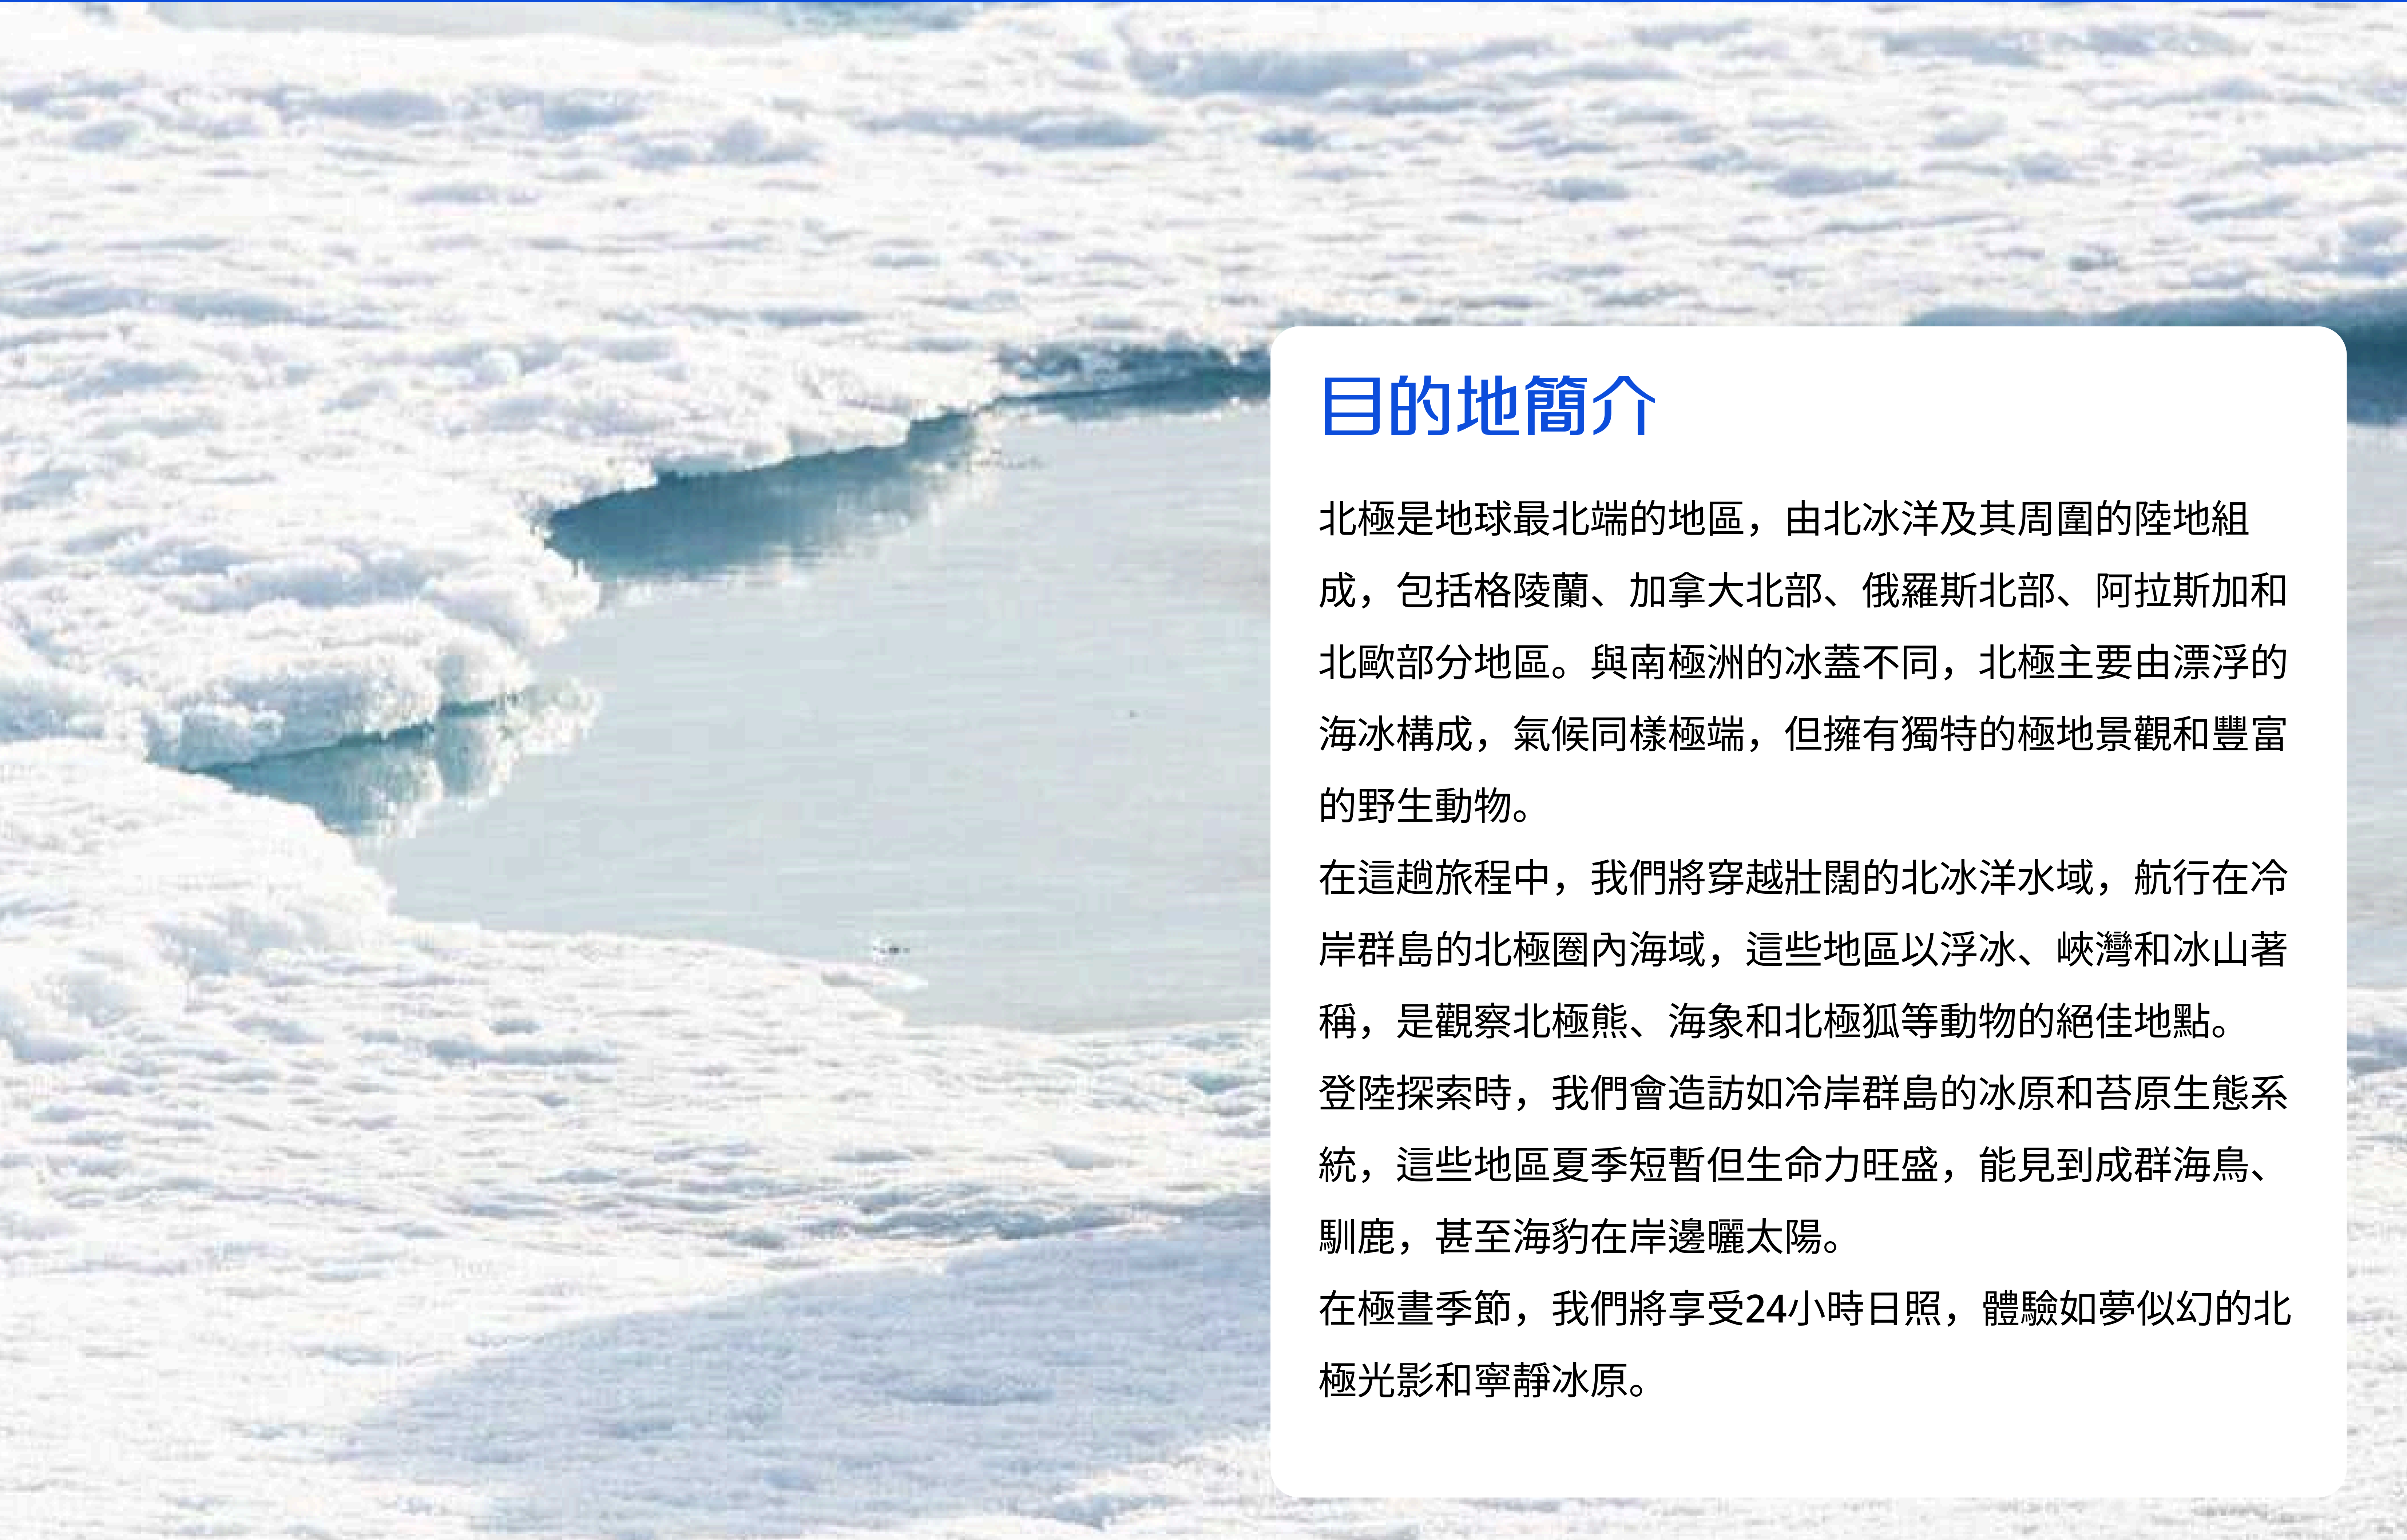 目的地簡介
北極是地球最北端的地區，由北冰洋及其周圍的陸地組
成，包括格陵蘭、加拿大北部、俄羅斯北部、阿拉斯加和
北歐部分地區。與南極洲的冰蓋不同，北極主要由漂浮的
海冰構成，氣候同樣極端，但擁有獨特的極地景觀和豐富
的野生動物。
在這趟旅程中，我們將穿越壯闊的北冰洋水域，航行在冷
岸群島的北極圈內海域，這些地區以浮冰、峽灣和冰山著
稱，是觀察北極熊、海象和北極狐等動物的絕佳地點。
登陸探索時，我們會造訪如冷岸群島的冰原和苔原生態系
統，這些地區夏季短暫但生命力旺盛，能見到成群海鳥、
馴鹿，甚至海豹在岸邊曬太陽。
在極晝季節，我們將享受24小時日照，體驗如夢似幻的北
極光影和寧靜冰原。